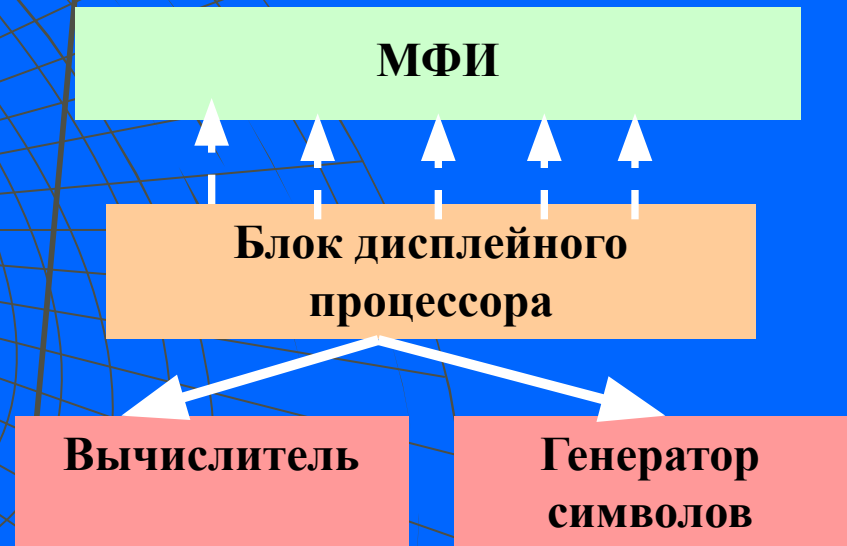 МФИ
Блок дисплейного
процессора
Вычислитель
Генератор
символов